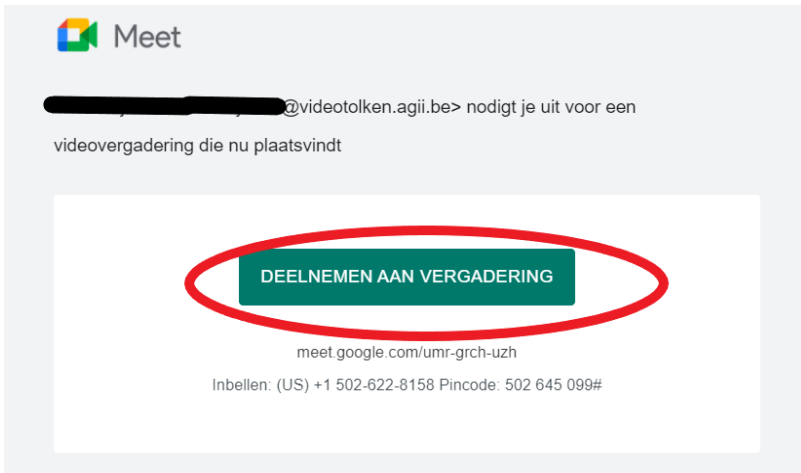 Meet
@videotolken.agii.be> nodigt je uit voor een
videovergadering die nu plaatsvindt
DEELNEMEN AAN VERGADERING
meet.google.com/umr-grch-uzh
Inbellen: (US) +1 502-622-8158 Pincode: 502 645 099#